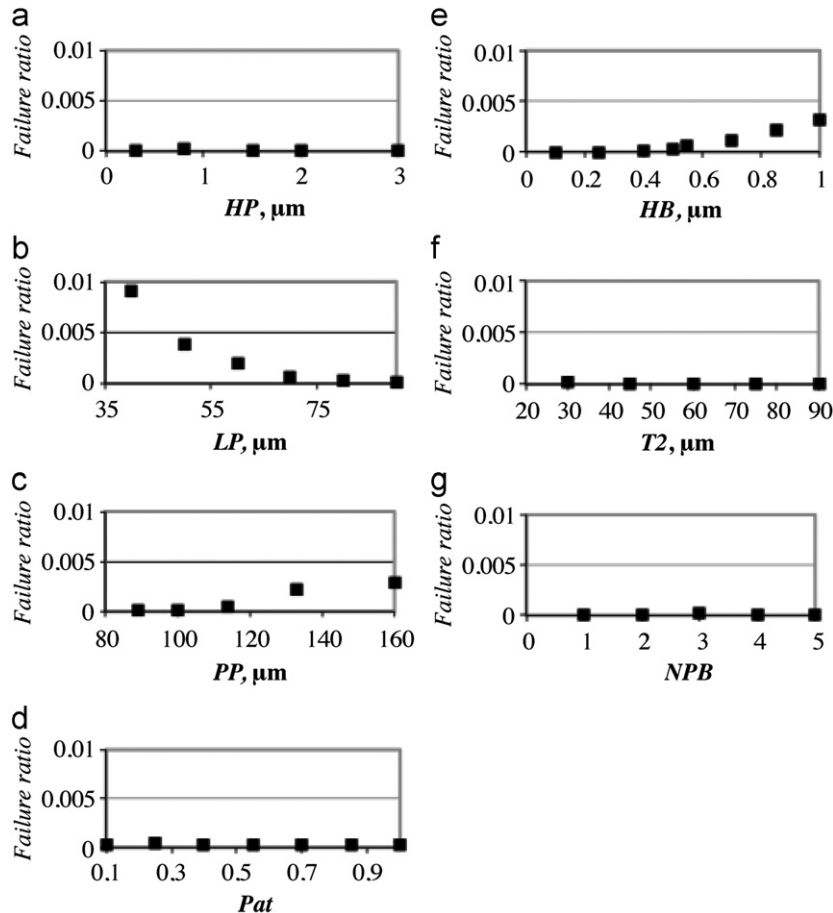 a
Failure ratio
0.01
0.005
0
0 1 2 3
HP, µm
b
Failure ratio
0.01
0.005
0
35 55 75
LP, µm
c
Failure ratio
0.01
0.005
0
80 100 120 140 160
PP, µm
d
Failure ratio
0.01
0.005
0
0.1 0.3 0.5 0.7 0.9
Pat
e
Failure ratio
0.01
0.005
0
0 0.2 0.4 0.6 0.8 1
HB, µm
f
Failure ratio
0.01
0.005
0
20 30 40 50 60 70 80 90
T2, µm
g
Failure ratio
0.01
0.005
0
0 1 2 3 4 5
NPB